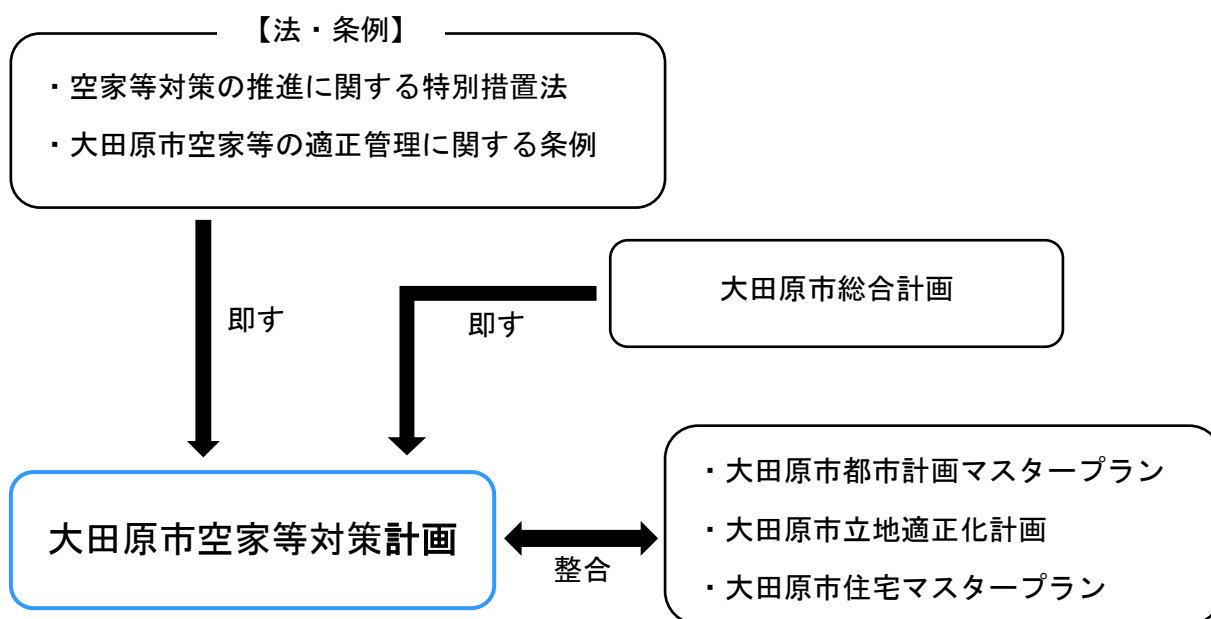 【法・条例】
・空家等対策の推進に関する特別措置法
・大田原市空家等の適正管理に関する条例
大田原市総合計画
即す
即す
大田原市空家等対策計画
整合
・大田原市都市計画マスタープラン
・大田原市立地適正化計画
・大田原市住宅マスタープラン